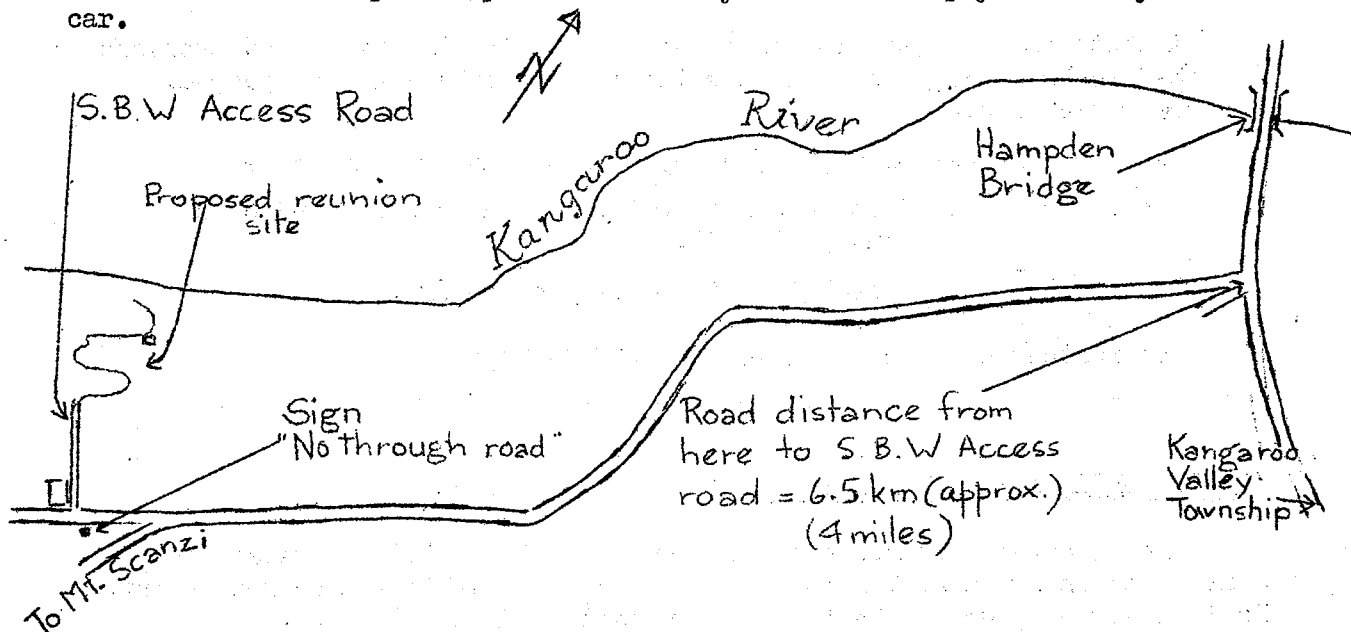 car.
N
S.B.W Access Road
Kangaroo River
Hampden
Bridge
Proposed reunion
site
Sign
"No through road"
Road distance from
here to S.B.W Access
road = 6.5 km (approx.)
(4 miles)
Kangaroo
Valley
Township
To Mt. Scanzi